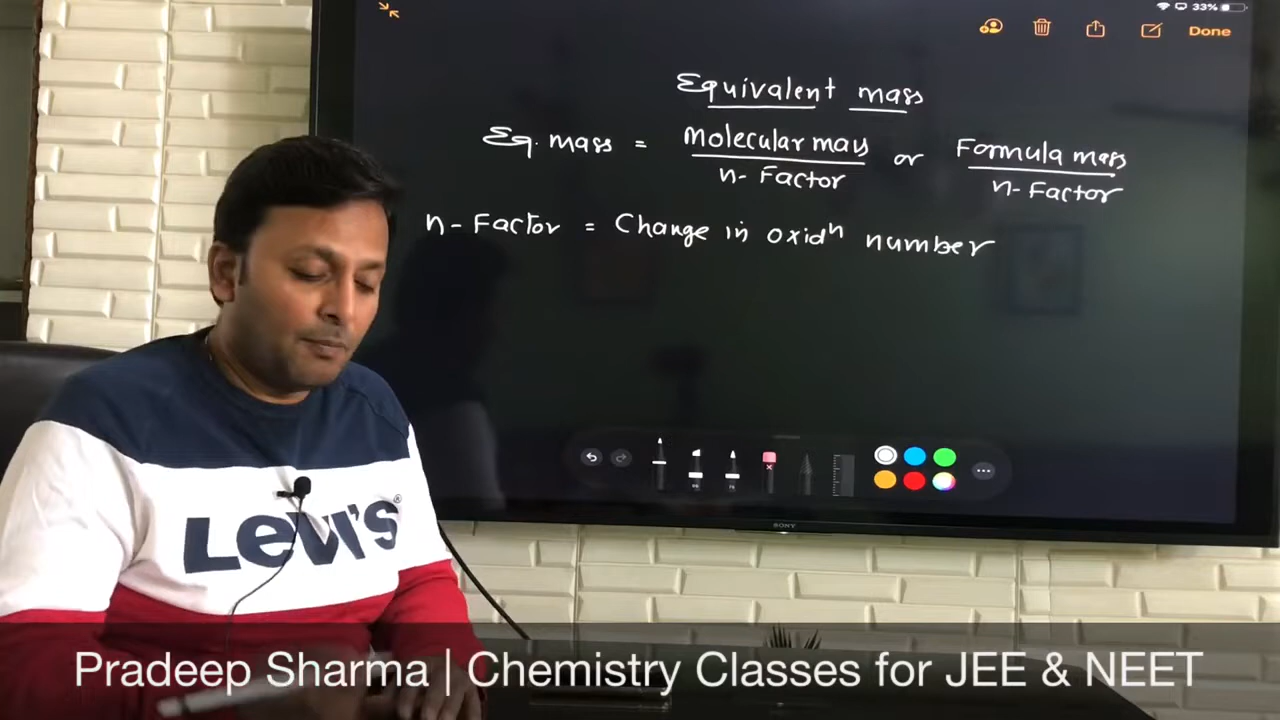 33%
Done
Equivalent mass
Eq. mass = Molecular mass / n- Factor or Formula mass / n- Factor
n- Factor = Change in oxidⁿ number
SONY
LEVI'S®
Pradeep Sharma | Chemistry Classes for JEE & NEET